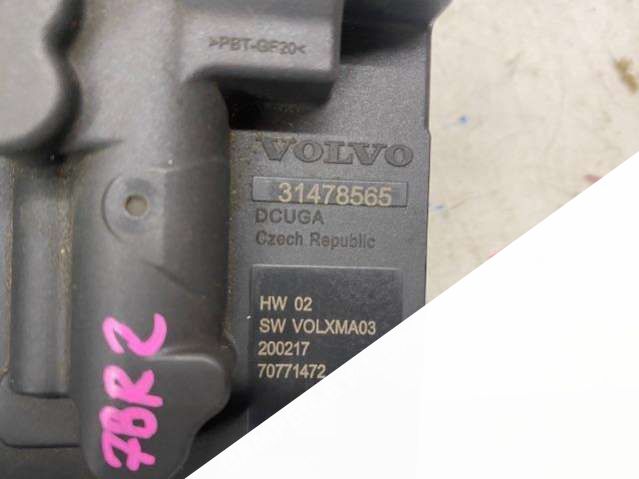 >PBT-GF20<
VOLVO
31478565
DCUGA
Czech Republic
HW 02
SW VOLXMA03
200217
70771472
7BR2